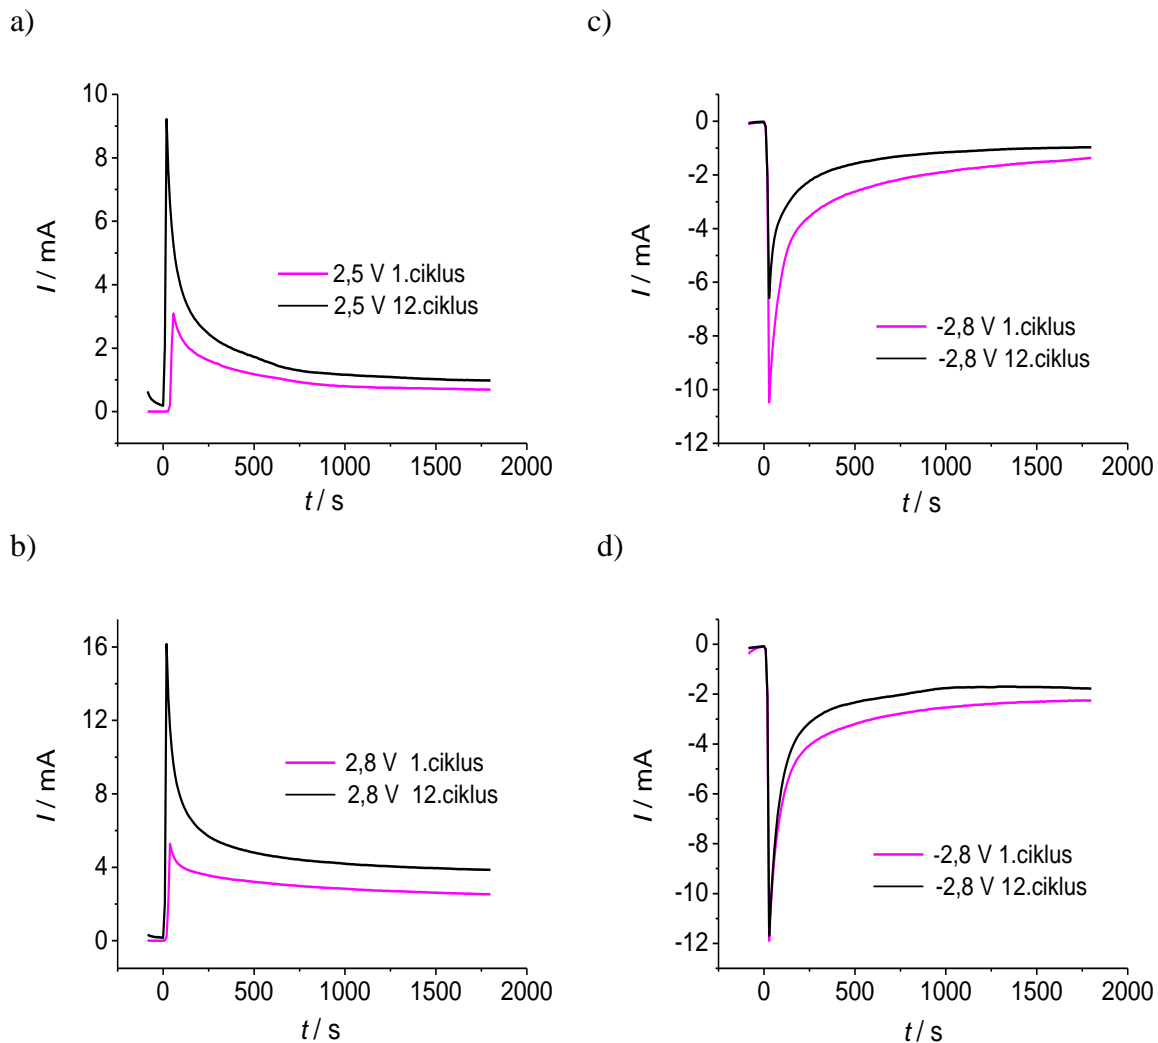 a)
10
8
6
4
2
0
I / mA
2,5 V 1.ciklus
2,5 V 12.ciklus
0 500 1000 1500 2000
t / s
c)
0
-2
-4
-6
-8
-10
-12
I / mA
-2,8 V 1.ciklus
-2,8 V 12.ciklus
0 500 1000 1500 2000
t / s
b)
16
12
8
4
0
I / mA
2,8 V 1.ciklus
2,8 V 12.ciklus
0 500 1000 1500 2000
t / s
d)
0
-2
-4
-6
-8
-10
-12
I / mA
-2,8 V 1.ciklus
-2,8 V 12.ciklus
0 500 1000 1500 2000
t / s